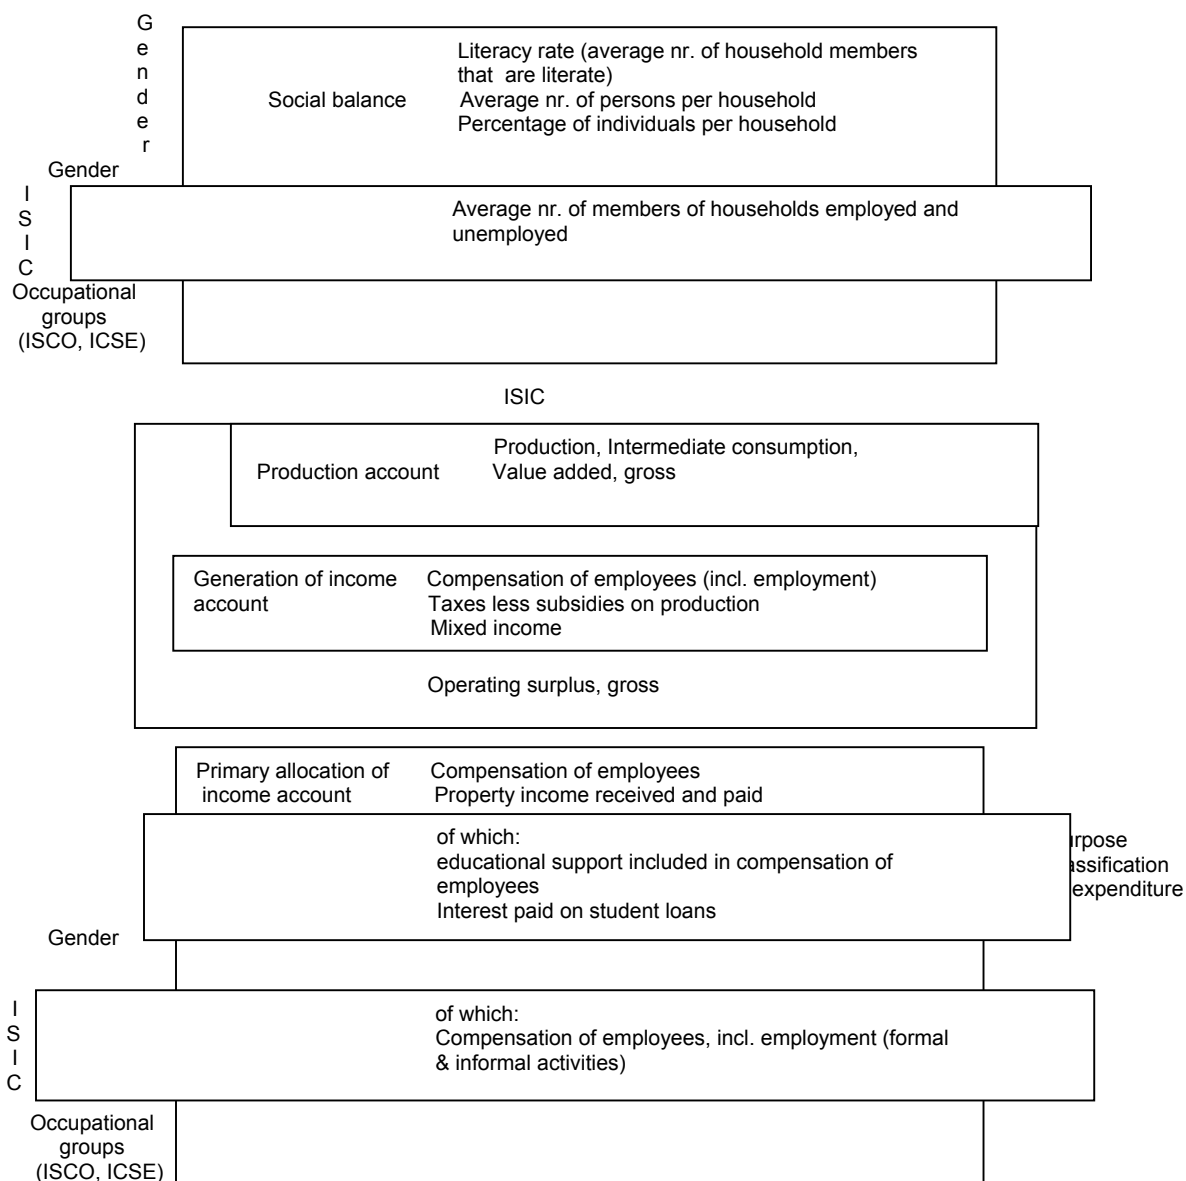 Gender
Literacy rate (average nr. of household members
that are literate)
Social balance Average nr. of persons per household
Percentage of individuals per household
Gender
ISIC
Average nr. of members of households employed and
unemployed
Occupational
groups
(ISCO, ICSE)
ISIC
Production, Intermediate consumption,
Production account Value added, gross
Generation of income Compensation of employees (incl. employment)
account Taxes less subsidies on production
Mixed income
Operating surplus, gross
Primary allocation of Compensation of employees
income account Property income received and paid
of which:
educational support included in compensation of
employees
Interest paid on student loans
expenditure
Gender
ISIC
of which:
Compensation of employees, incl. employment (formal
& informal activities)
Occupational
groups
(ISCO, ICSE)